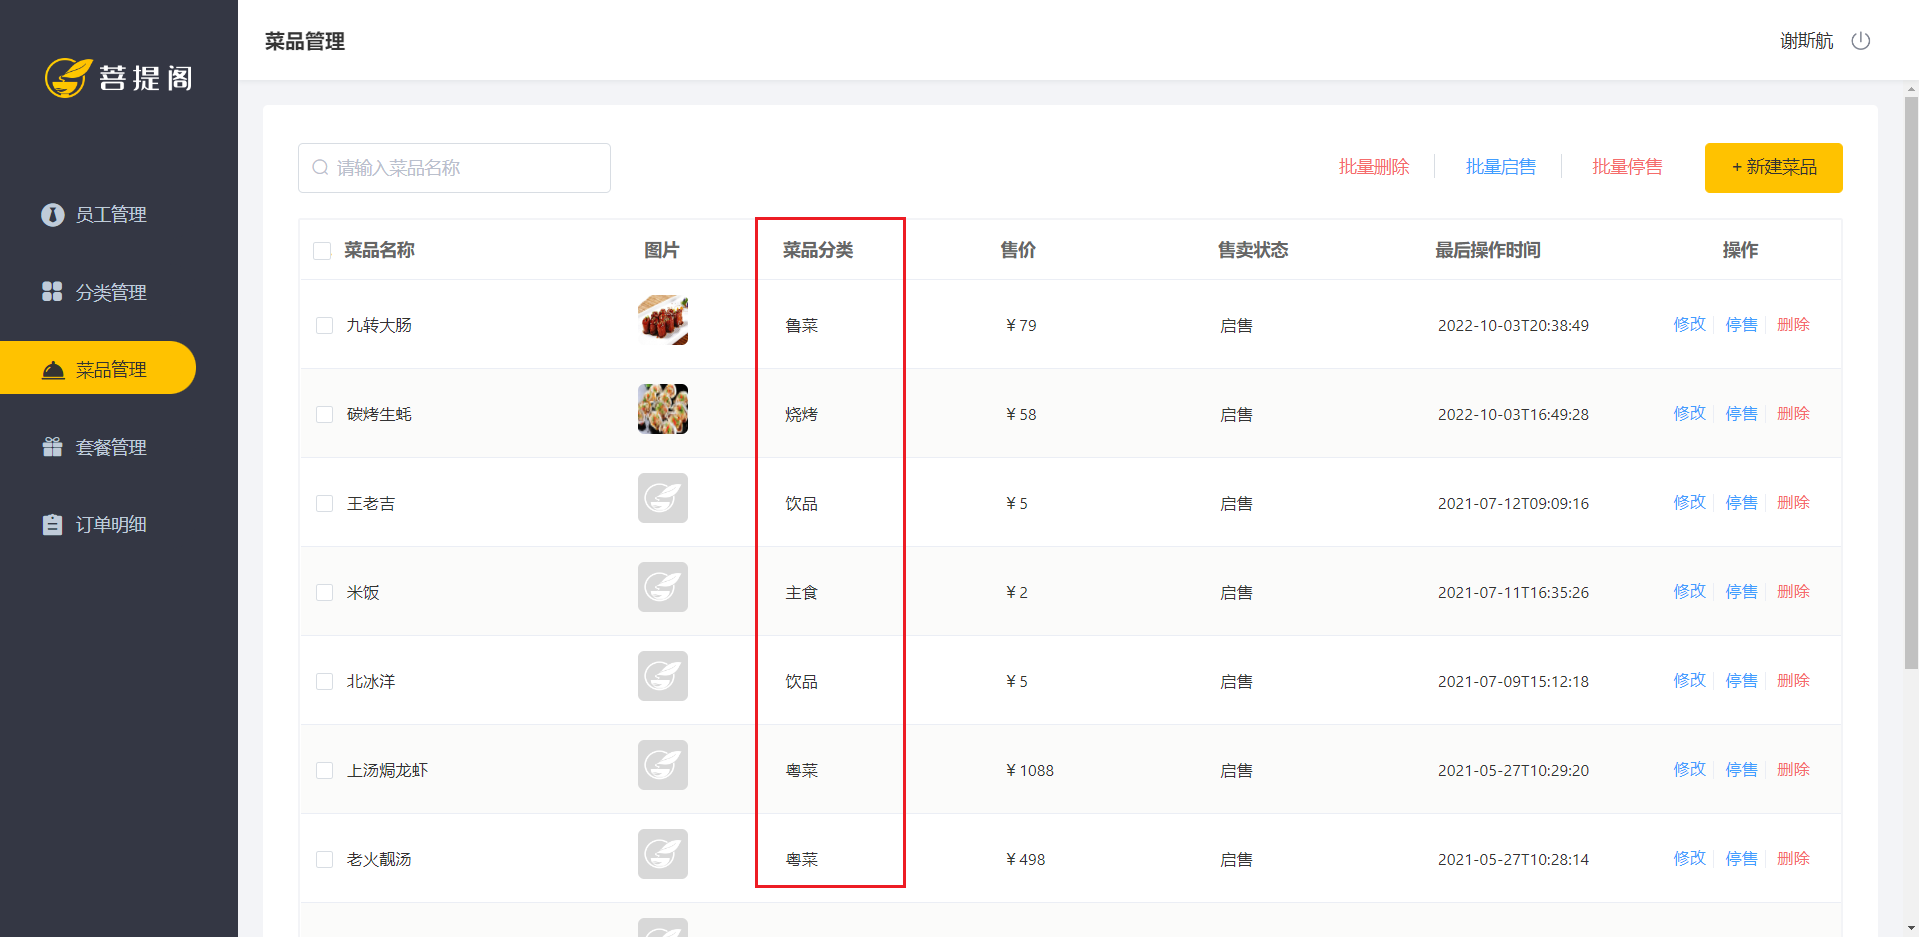 菩提阁
员工管理
分类管理
菜品管理
套餐管理
订单明细
菜品管理
谢斯航
请输入菜品名称
批量删除 批量启售 批量停售 + 新建菜品
菜品名称 图片 菜品分类 售价 售卖状态 最后操作时间 操作
九转大肠 鲁菜 ¥ 79 启售 2022-10-03T20:38:49 修改 停售 删除
碳烤生蚝 烧烤 ¥ 58 启售 2022-10-03T16:49:28 修改 停售 删除
王老吉 饮品 ¥ 5 启售 2021-07-12T09:09:16 修改 停售 删除
米饭 主食 ¥ 2 启售 2021-07-11T16:35:26 修改 停售 删除
北冰洋 饮品 ¥ 5 启售 2021-07-09T15:12:18 修改 停售 删除
上汤焗龙虾 粤菜 ¥ 1088 启售 2021-05-27T10:29:20 修改 停售 删除
老火靓汤 粤菜 ¥ 498 启售 2021-05-27T10:28:14 修改 停售 删除